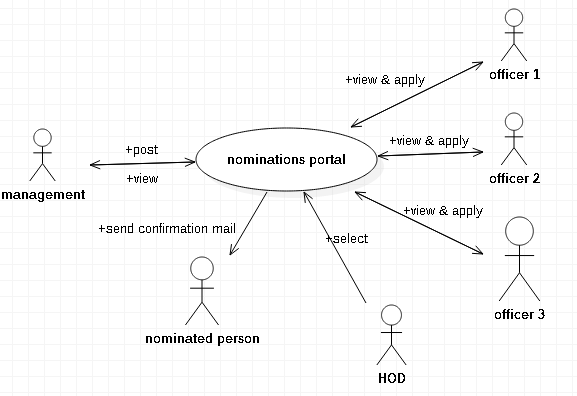 officer 1
+view & apply
+post
nominations portal
+view & apply
management
+view
officer 2
+send confirmation mail
+select
+view & apply
nominated person
officer 3
HOD